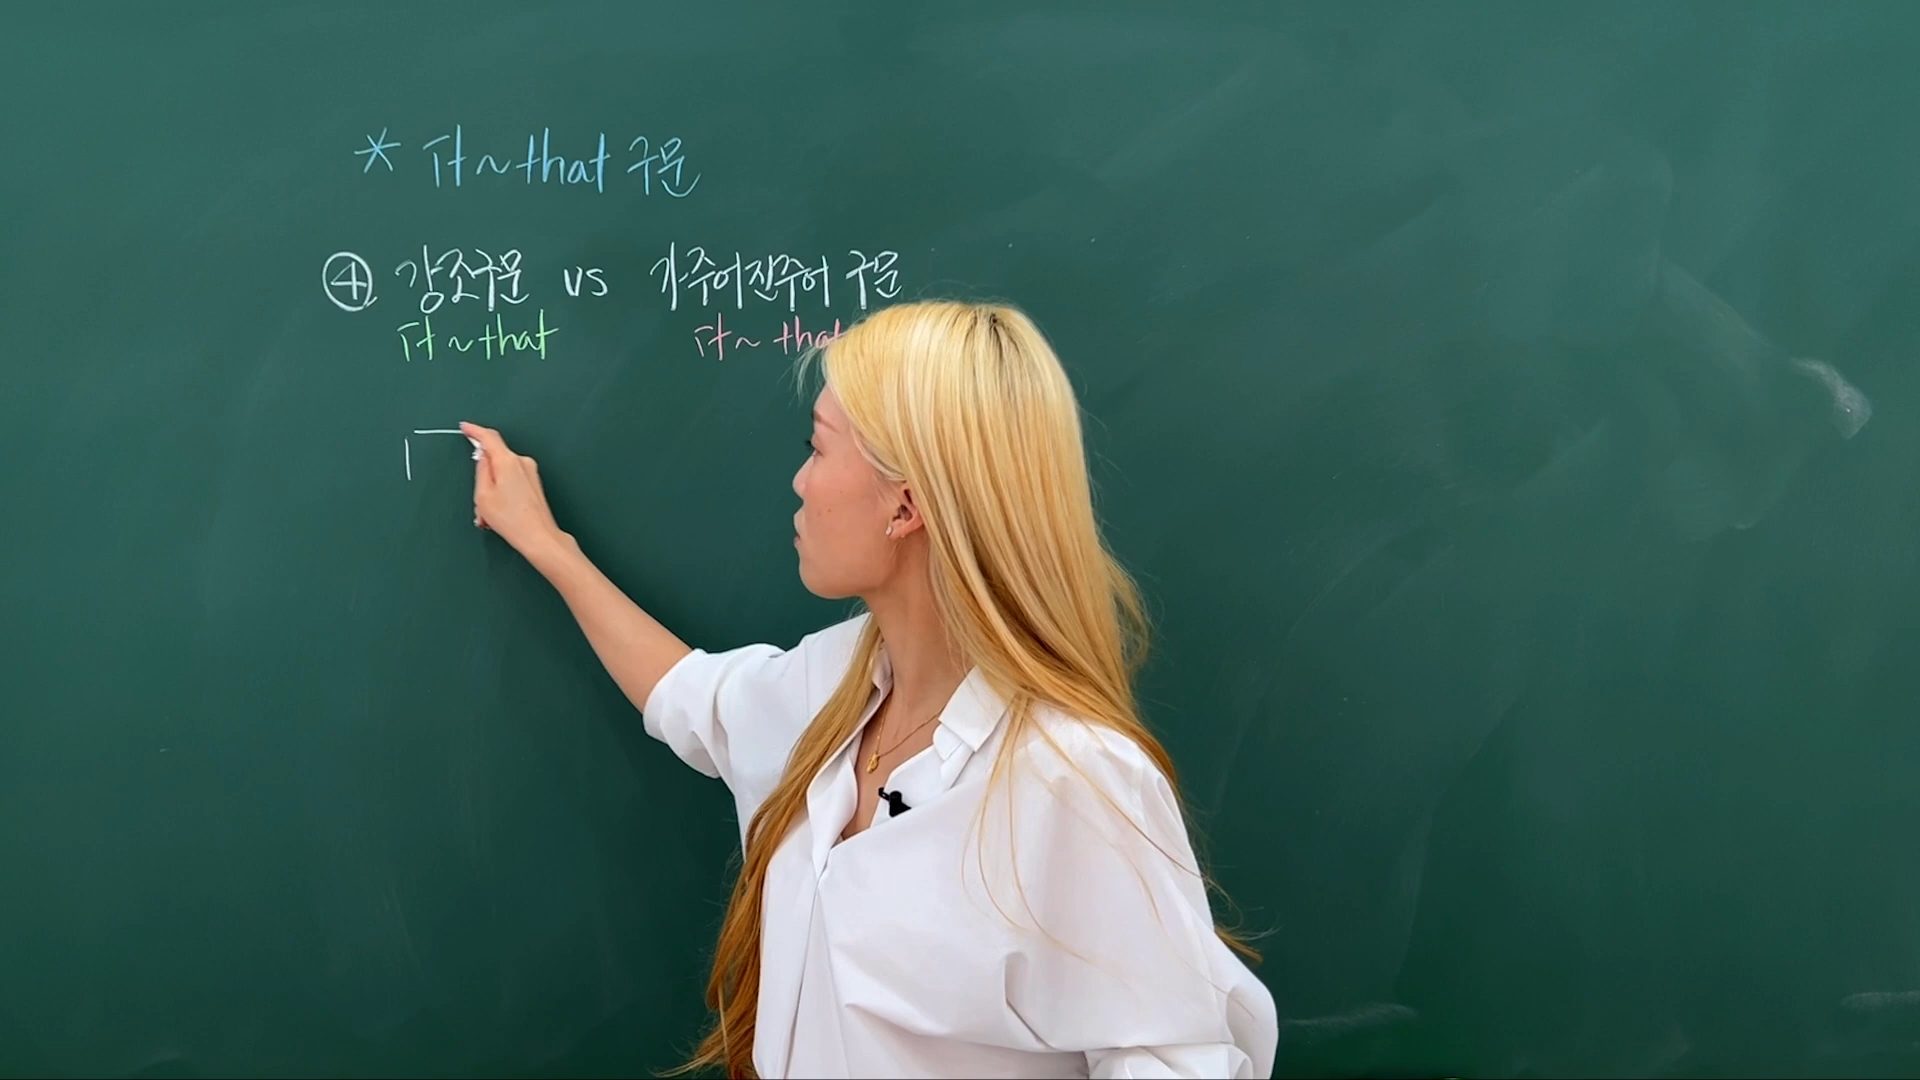 * It ~ that 구문
④ 강조구문 vs 가주어진주어 구문
It ~ that it ~ that